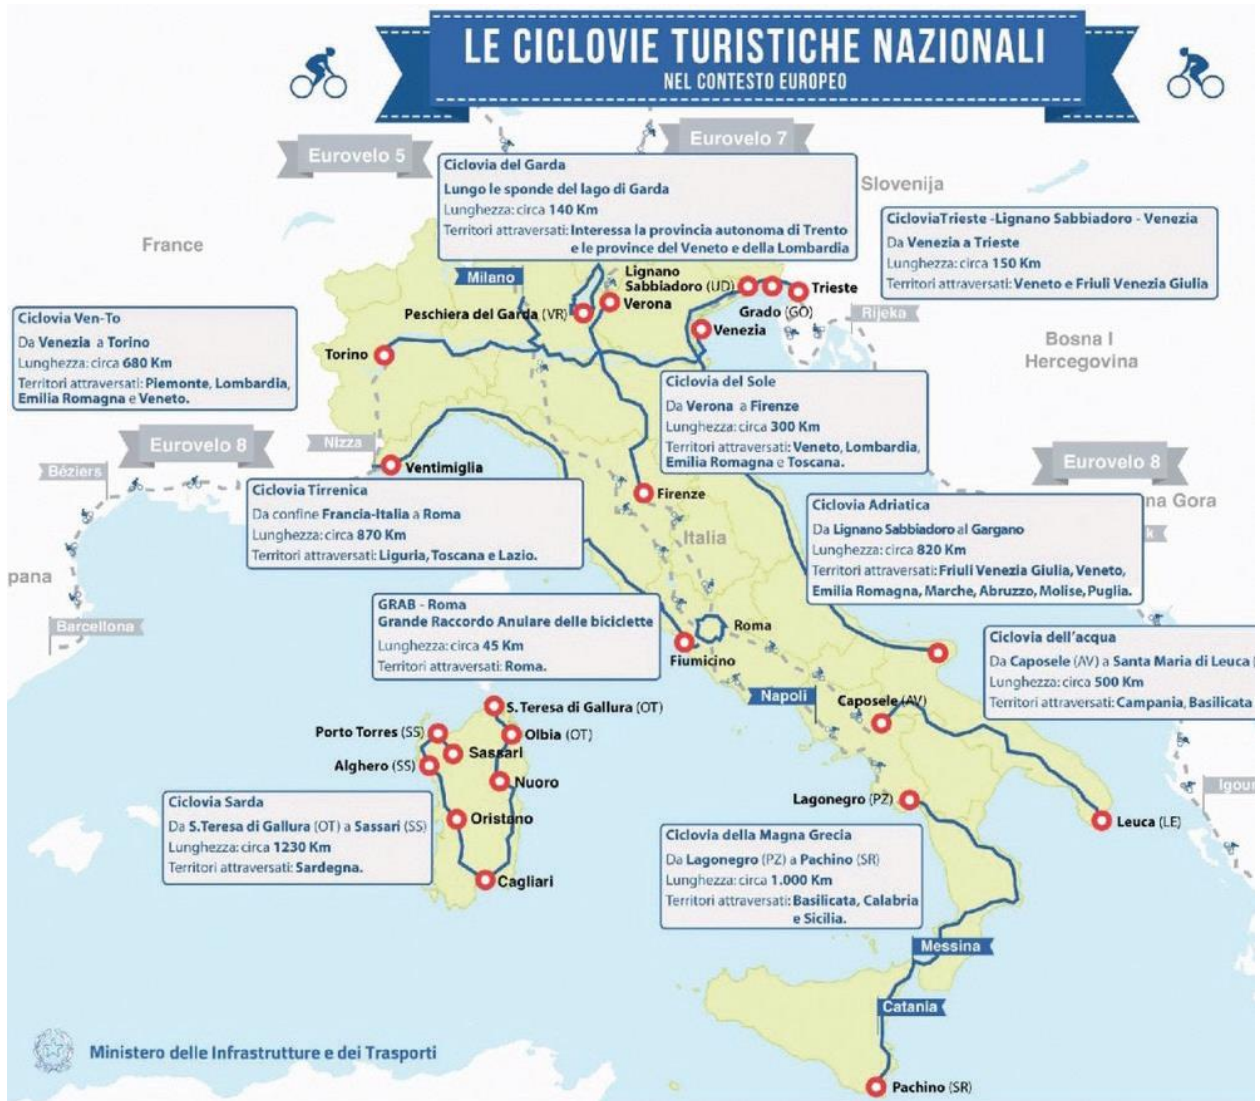 LE CICLOVIE TURISTICHE NAZIONALI
NEL CONTESTO EUROPEO
Eurovelo 5
Eurovelo 7
Ciclovia del Garda
Lungo le sponde del lago di Garda
Lunghezza: circa 140 Km
Territori attraversati: Interessa la provincia autonoma di Trento
e le province del Veneto e della Lombardia
Slovenija
CicloviaTrieste -Lignano Sabbiadoro - Venezia
Da Venezia a Trieste
Lunghezza: circa 150 Km
Territori attraversati: Veneto e Friuli Venezia Giulia
France
Milano
Lignano
Sabbiadoro (UD)
Trieste
Verona
Peschiera del Garda (VR)
Grado (GO)
Rijeka
Venezia
Bosna I
Hercegovina
Ciclovia Ven-To
Da Venezia a Torino
Lunghezza: circa 680 Km
Territori attraversati: Piemonte, Lombardia,
Emilia Romagna e Veneto.
Torino
Ciclovia del Sole
Da Verona a Firenze
Lunghezza: circa 300 Km
Territori attraversati: Veneto, Lombardia,
Emilia Romagna e Toscana.
Eurovelo 8
Nizza
Béziers
Ventimiglia
Eurovelo 8
Ciclovia Tirrenica
Da confine Francia-Italia a Roma
Lunghezza: circa 870 Km
Territori attraversati: Liguria, Toscana e Lazio.
Firenze
Italia
Ciclovia Adriatica
Da Lignano Sabbiadoro al Gargano
Lunghezza: circa 820 Km
Territori attraversati: Friuli Venezia Giulia, Veneto,
Emilia Romagna, Marche, Abruzzo, Molise, Puglia.
na Gora
k
pana
Barcellona
GRAB - Roma
Grande Raccordo Anulare delle biciclette
Lunghezza: circa 45 Km
Territori attraversati: Roma.
Roma
Fiumicino
Ciclovia dell'acqua
Da Caposele (AV) a Santa Maria di Leuca
Lunghezza: circa 500 Km
Territori attraversati: Campania, Basilicata
Napoli
Caposele (AV)
S.Teresa di Gallura (OT)
Porto Torres (SS)
Olbia (OT)
Sassari
Alghero (SS)
Nuoro
Igour
Lagonegro (PZ)
Leuca (LE)
Ciclovia Sarda
Da S.Teresa di Gallura (OT) a Sassari (SS)
Lunghezza: circa 1230 Km
Territori attraversati: Sardegna.
Oristano
Cagliari
Ciclovia della Magna Grecia
Da Lagonegro (PZ) a Pachino (SR)
Lunghezza: circa 1.000 Km
Territori attraversati: Basilicata, Calabria
e Sicilia.
Messina
Catania
Ministero delle Infrastrutture e dei Trasporti
Pachino (SR)